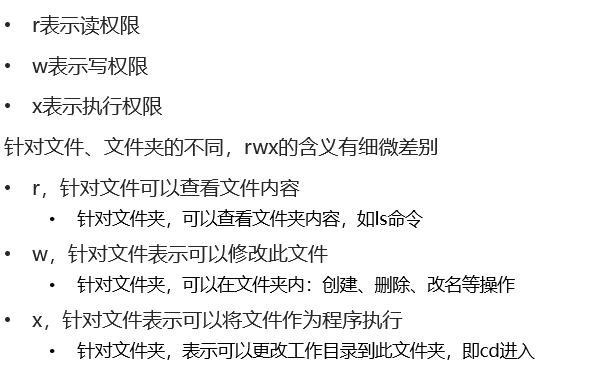 • r表示读权限
• w表示写权限
• x表示执行权限
针对文件、文件夹的不同，rwx的含义有细微差别
• r，针对文件可以查看文件内容
• 针对文件夹，可以查看文件夹内容，如ls命令
• w，针对文件表示可以修改此文件
• 针对文件夹，可以在文件夹内：创建、删除、改名等操作
• x，针对文件表示可以将文件作为程序执行
• 针对文件夹，表示可以更改工作目录到此文件夹，即cd进入